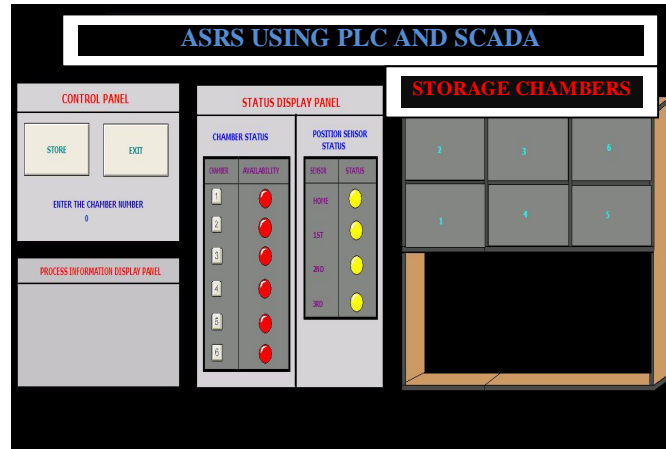 ASRS USING PLC AND SCADA
CONTROL PANEL
STORE EXIT
ENTER THE CHAMBER NUMBER
0
PROCESS INFORMATION DISPLAY PANEL
STATUS DISPLAY PANEL
CHAMBER STATUS
CHAMBER AVAILABILITY
1
2
3
4
5
6
POSITION SENSOR
STATUS
SENSOR STATUS
HOME
1ST
2ND
3RD
STORAGE CHAMBERS
2 3 6
1 4 5